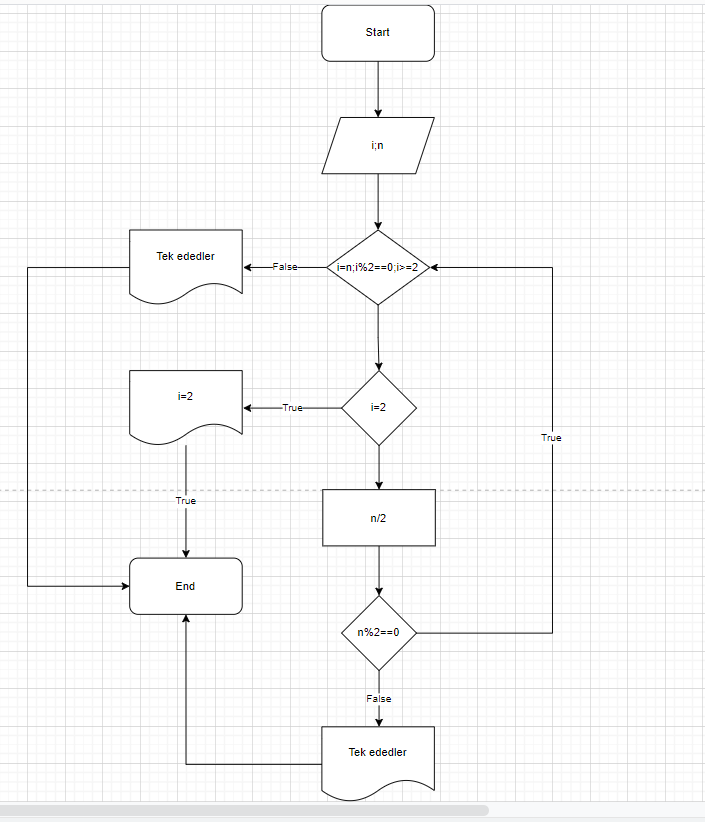 Start
i;n
i=n;i%2==0;i>=2
False
Tek ededler
i=2
True
i=2
True
True
n/2
End
n%2==0
False
Tek ededler